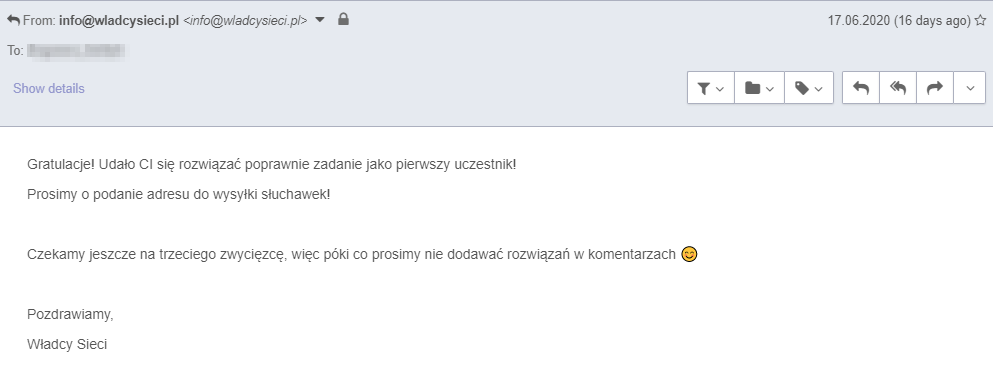 From: info@wladcysieci.pl <info@wladcysieci.pl>
17.06.2020 (16 days ago)
To:
Show details
Gratulacje! Udało CI się rozwiązać poprawnie zadanie jako pierwszy uczestnik!
Prosimy o podanie adresu do wysyłki słuchawek!
Czekamy jeszcze na trzeciego zwycięzcę, więc póki co prosimy nie dodawać rozwiązań w komentarzach 😊
Pozdrawiamy,
Władcy Sieci